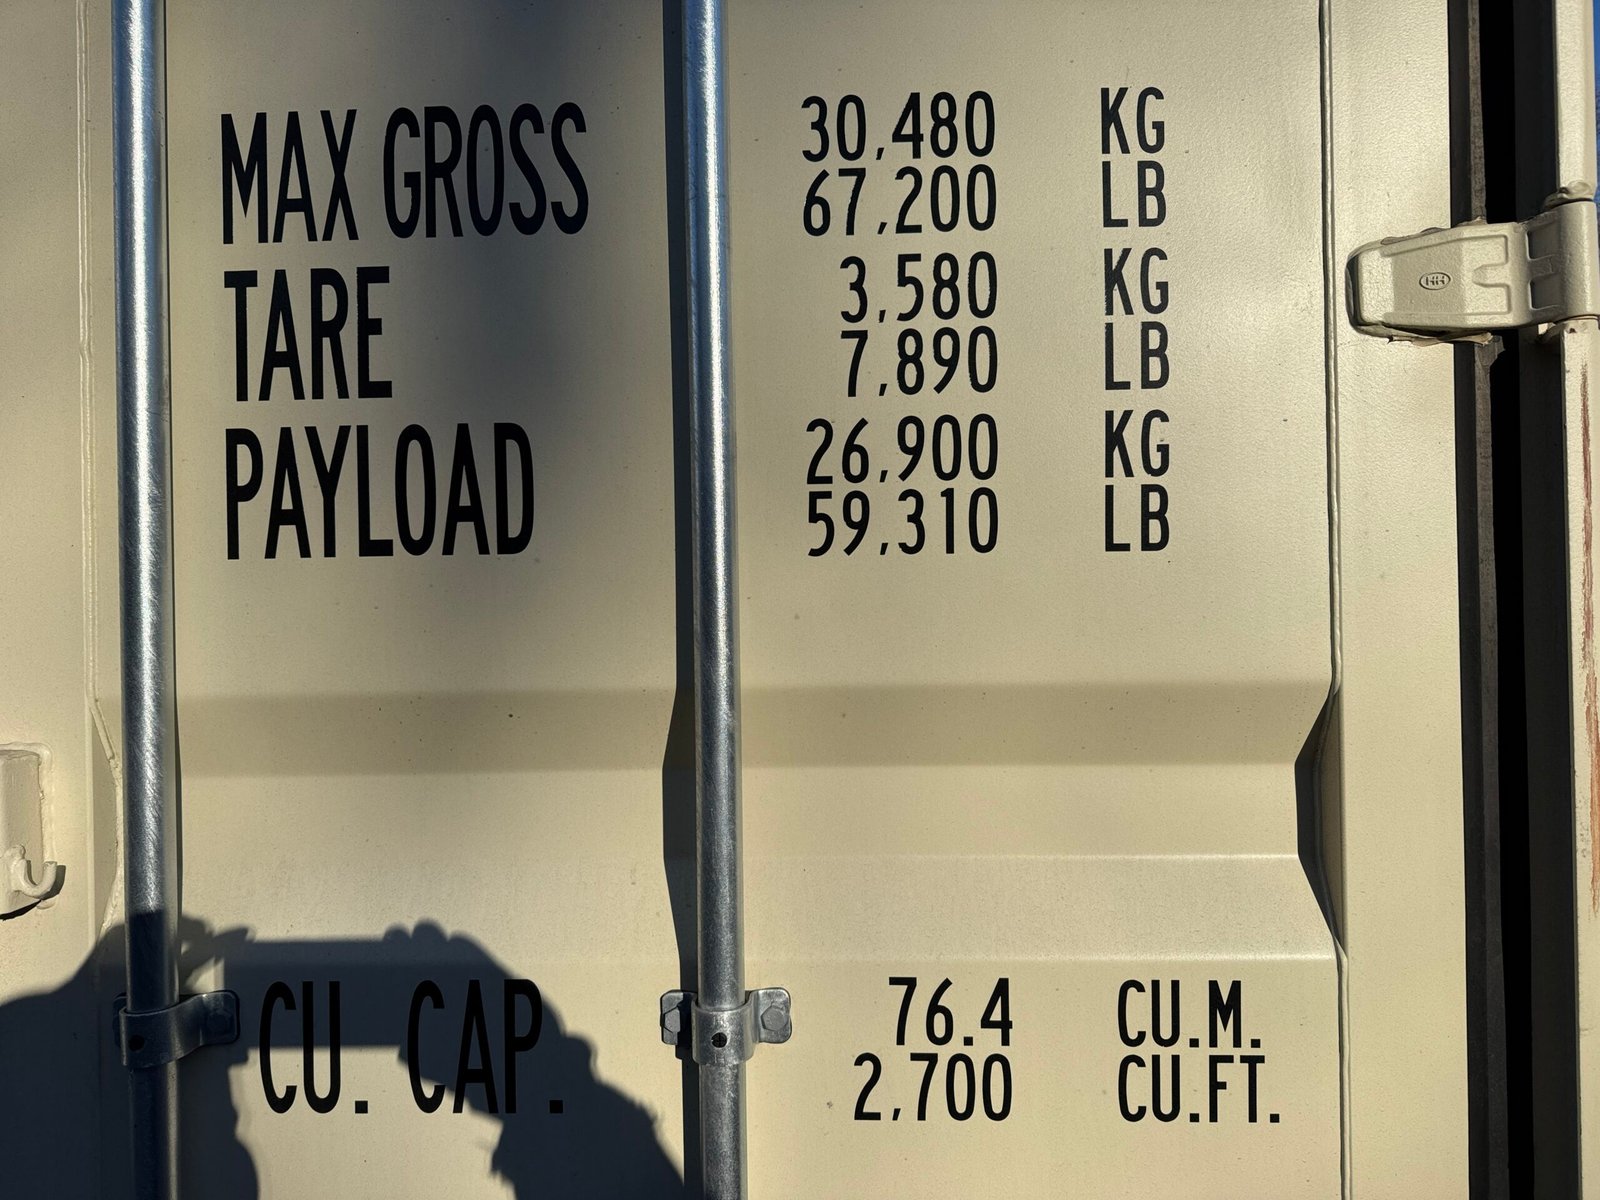 MAX GROSS 30,480 KG
67,200 LB
TARE 3,580 KG
7,890 LB
PAYLOAD 26,900 KG
59,310 LB
CU. CAP. 76.4 CU.M.
2,700 CU.FT.
HH